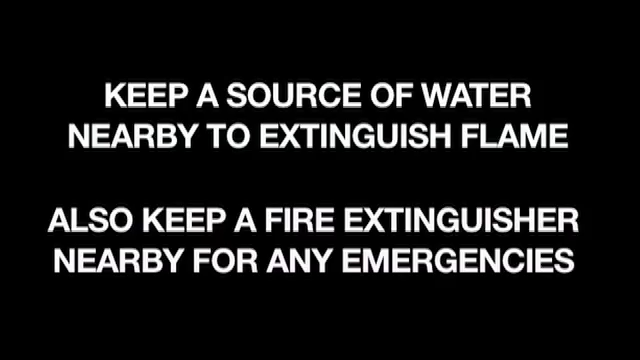 KEEP A SOURCE OF WATER
NEARBY TO EXTINGUISH FLAME
ALSO KEEP A FIRE EXTINGUISHER
NEARBY FOR ANY EMERGENCIES